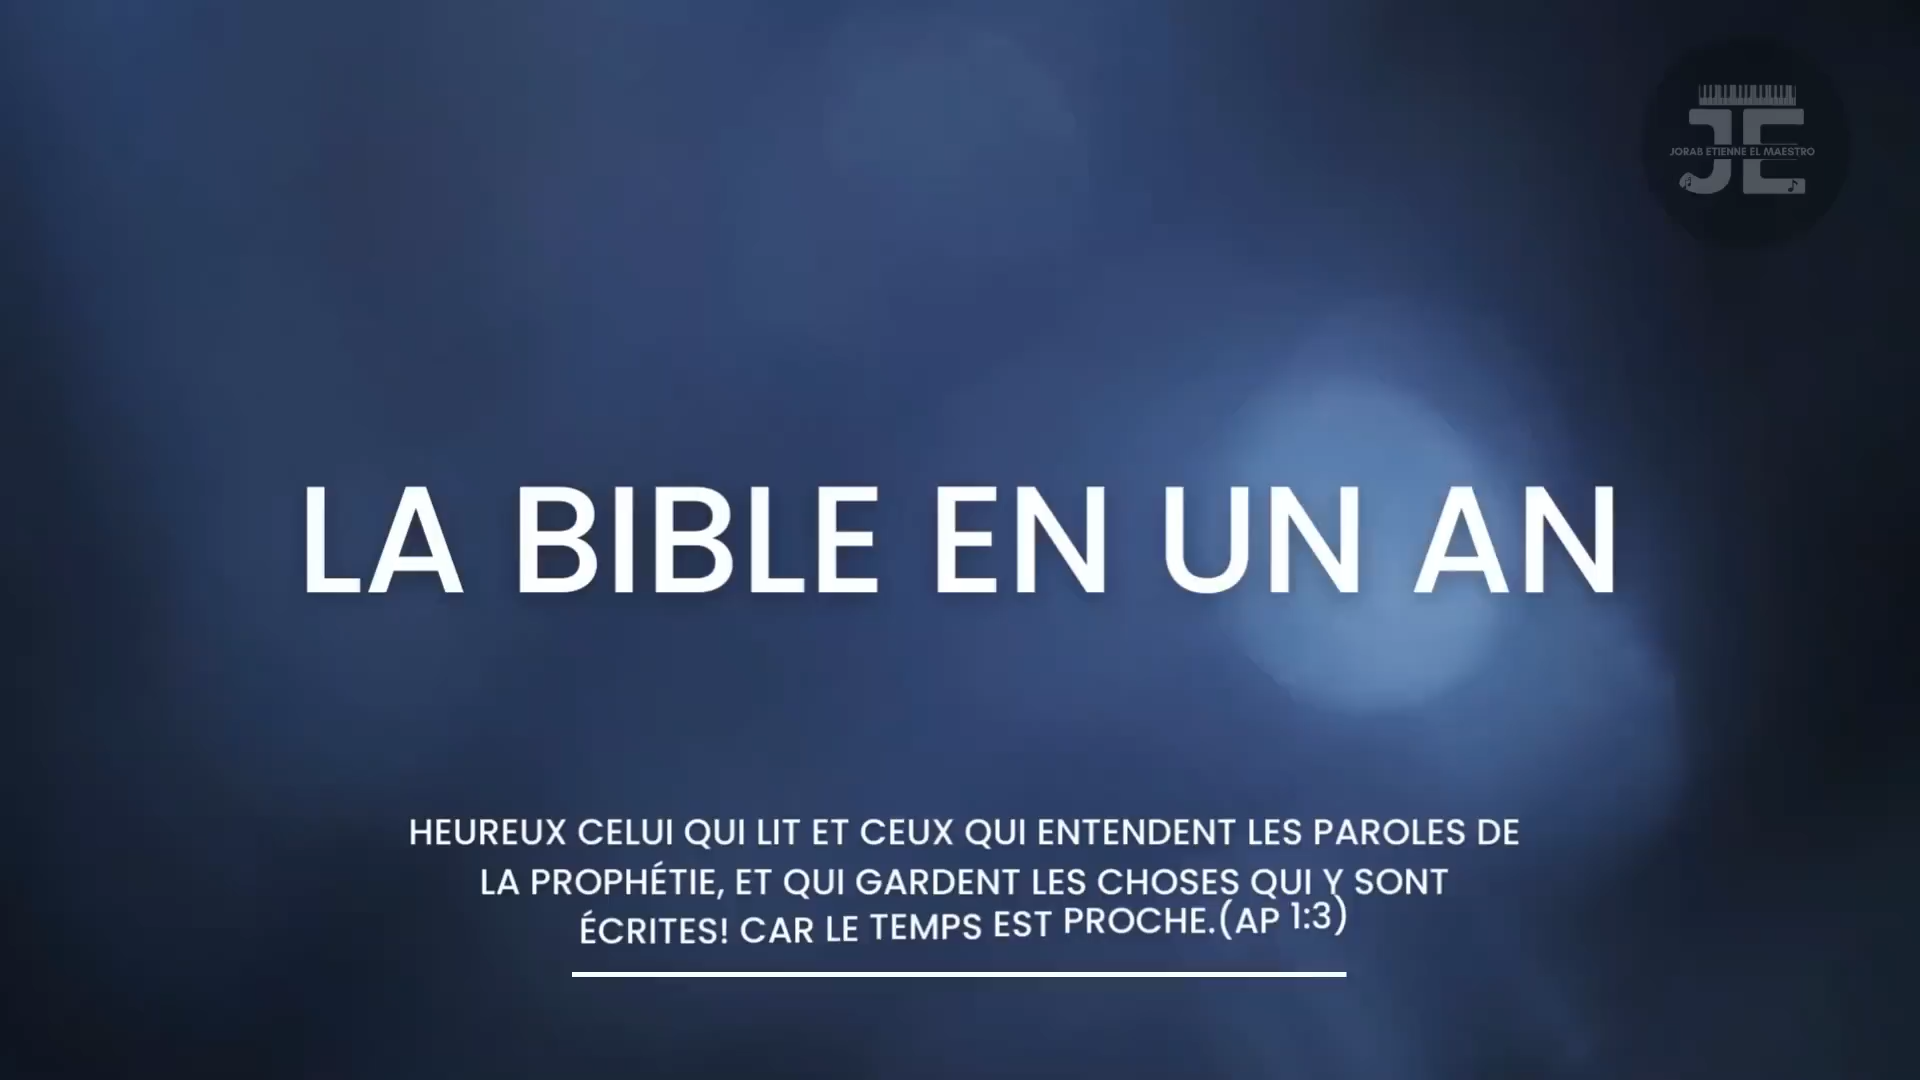 JE
JORAB ETIENNE EL MAESTRO
LA BIBLE EN UN AN
HEUREUX CELUI QUI LIT ET CEUX QUI ENTENDENT LES PAROLES DE
LA PROPHÉTIE, ET QUI GARDENT LES CHOSES QUI Y SONT
ÉCRITES! CAR LE TEMPS EST PROCHE.(AP 1:3)